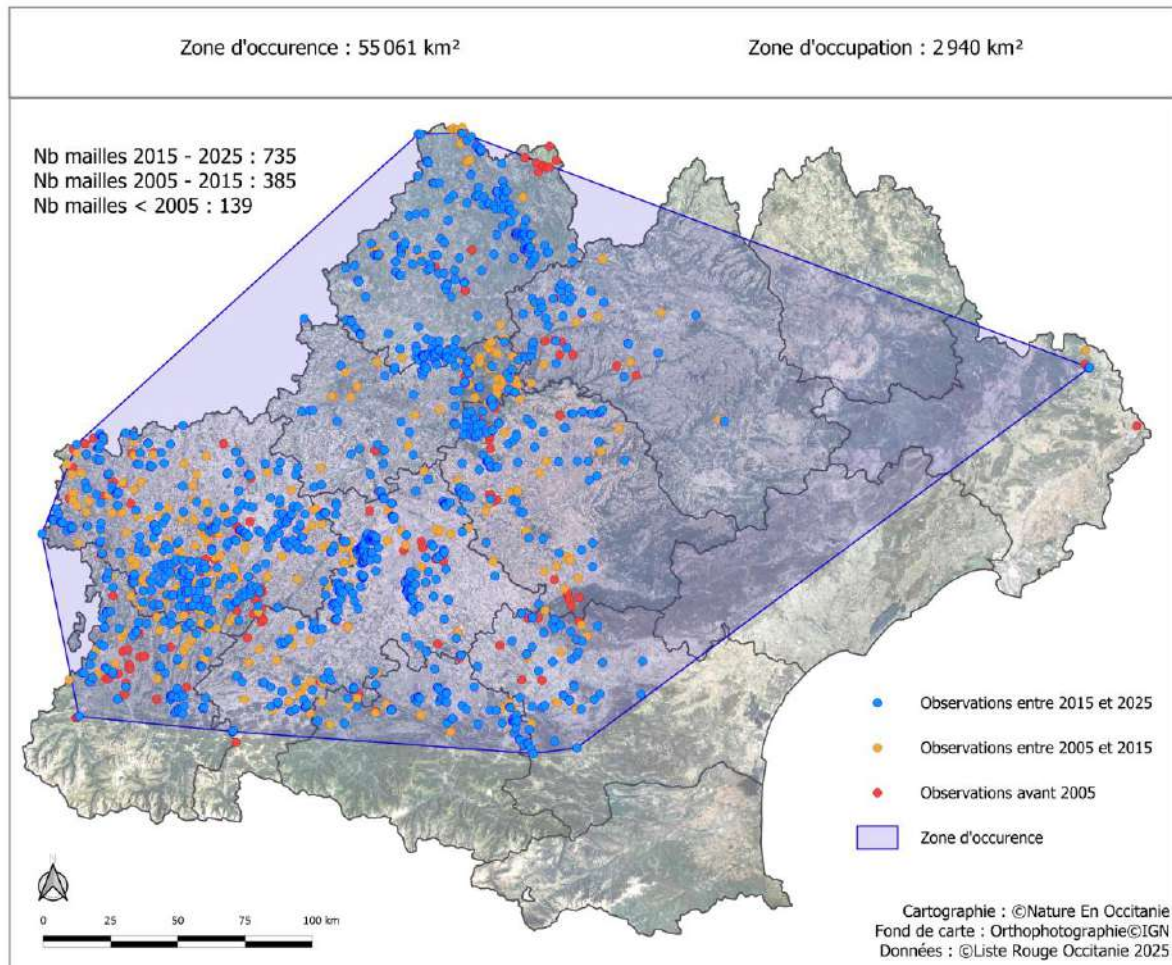 Zone d'occurence : 55 061 km²
Zone d'occupation : 2 940 km²
Nb mailles 2015 - 2025 : 735
Nb mailles 2005 - 2015 : 385
Nb mailles < 2005 : 139
Observations entre 2015 et 2025
Observations entre 2005 et 2015
Observations avant 2005
Zone d'occurence
N
0 25 50 75 100 km
Cartographie : ©Nature En Occitanie
Fond de carte : Orthophotographie©IGN
Données : ©Liste Rouge Occitanie 2025